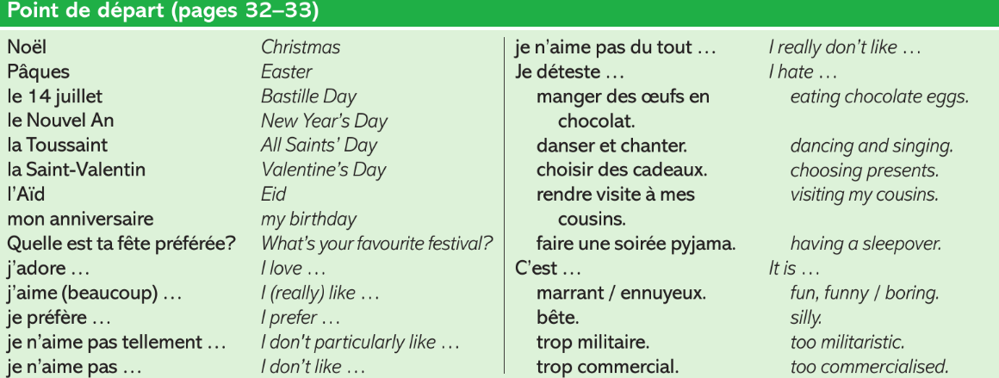 Point de départ (pages 32–33)
Noël Christmas
Pâques Easter
le 14 juillet Bastille Day
le Nouvel An New Year's Day
la Toussaint All Saints' Day
la Saint-Valentin Valentine's Day
l'Aïd Eid
mon anniversaire my birthday
Quelle est ta fête préférée? What's your favourite festival?
j'adore … I love …
j'aime (beaucoup) … I (really) like …
je préfère … I prefer …
je n'aime pas tellement … I don't particularly like …
je n'aime pas … I don't like …
je n'aime pas du tout … I really don't like …
Je déteste … I hate …
manger des œufs en eating chocolate eggs.
chocolat.
danser et chanter. dancing and singing.
choisir des cadeaux. choosing presents.
rendre visite à mes visiting my cousins.
cousins.
faire une soirée pyjama. having a sleepover.
C'est … It is …
marrant / ennuyeux. fun, funny / boring.
bête. silly.
trop militaire. too militaristic.
trop commercial. too commercialised.